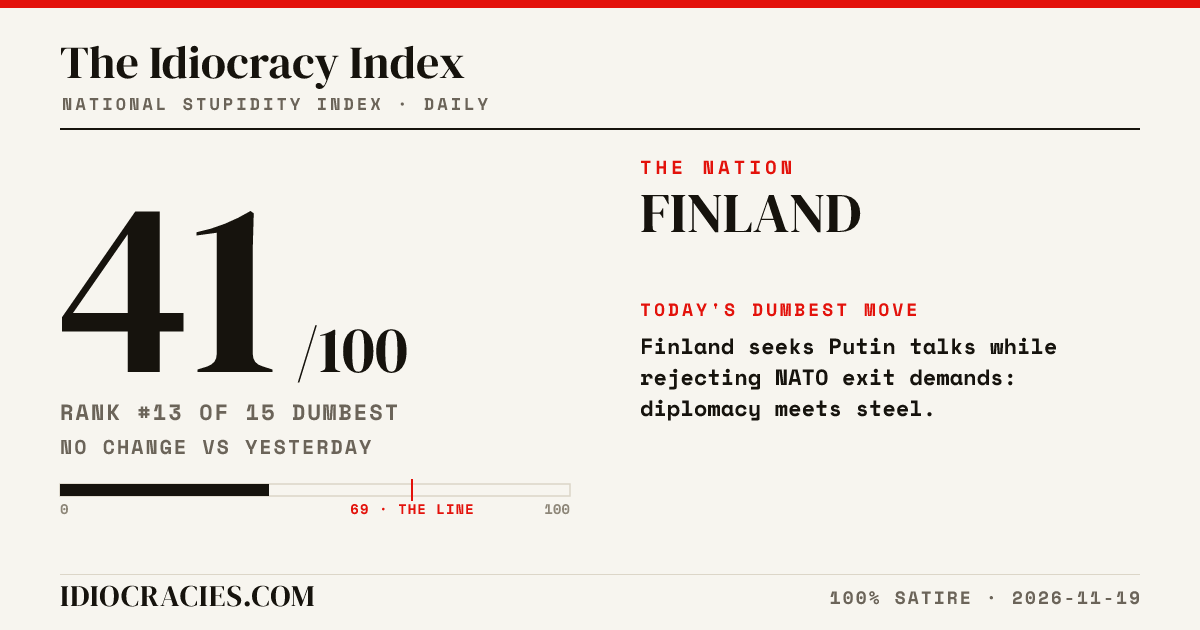 The Idiocracy Index
NATIONAL STUPIDITY INDEX · DAILY
41 /100
RANK #13 OF 15 DUMBEST
NO CHANGE VS YESTERDAY
0
69 · THE LINE
100
THE NATION
FINLAND
TODAY'S DUMBEST MOVE
Finland seeks Putin talks while
rejecting NATO exit demands:
diplomacy meets steel.
IDIOCRACIES.COM
100% SATIRE · 2026-11-19